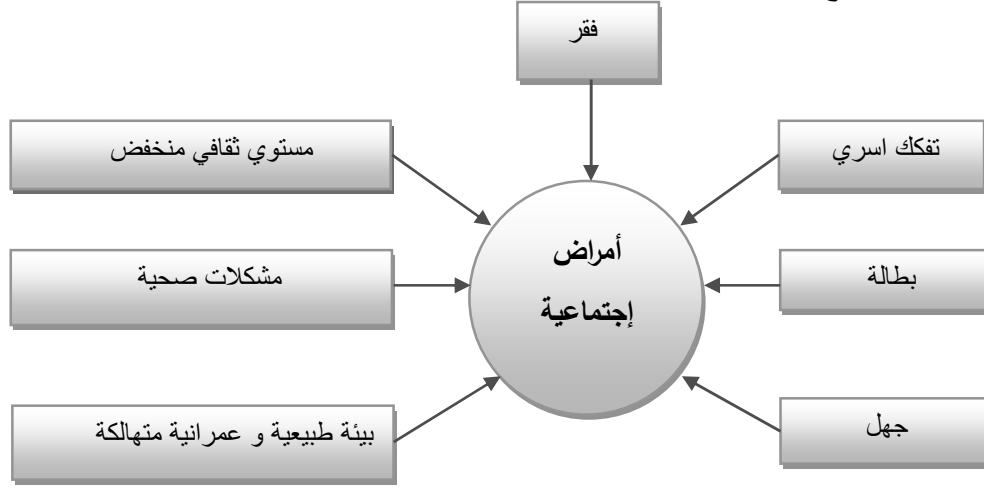 فقر
تفكك اسري
مستوي ثقافي منخفض
أمراض
إجتماعية
بطالة
مشكلات صحية
جهل
بيئة طبيعية و عمرانية متهالكة